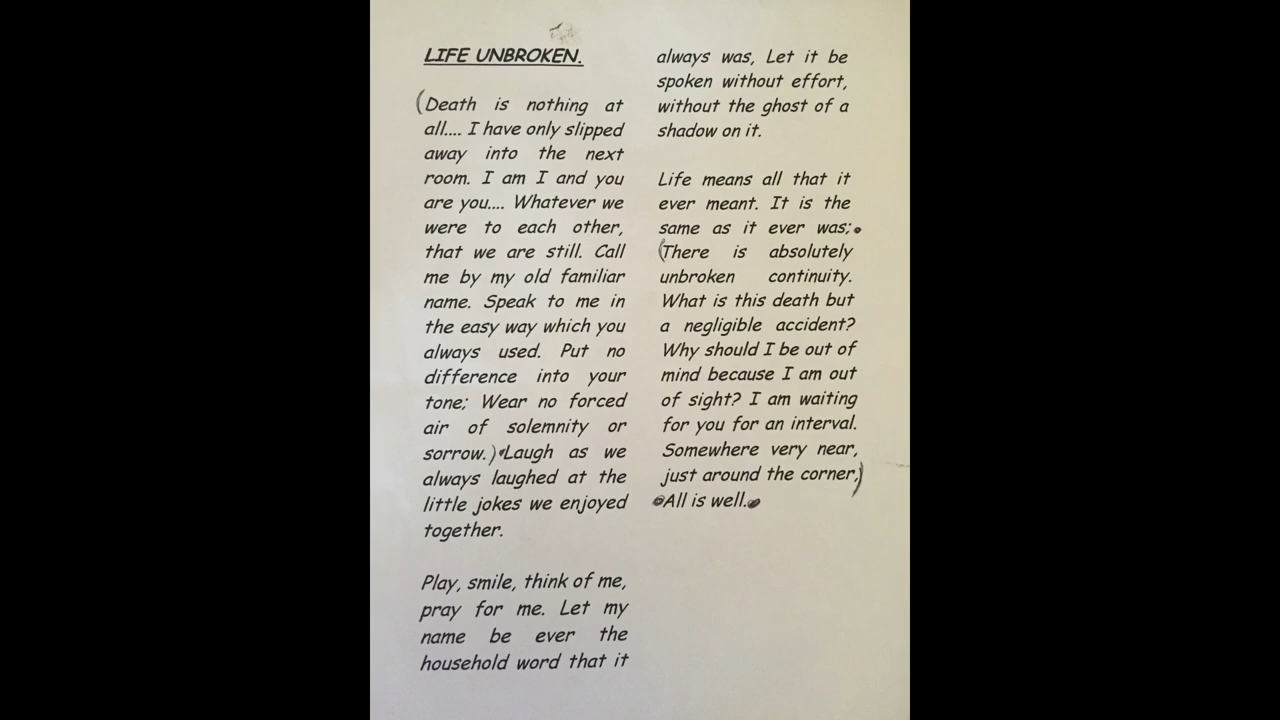 LIFE UNBROKEN.
(Death is nothing at
all.... I have only slipped
away into the next
room. I am I and you
are you.... Whatever we
were to each other,
that we are still. Call
me by my old familiar
name. Speak to me in
the easy way which you
always used. Put no
difference into your
tone; Wear no forced
air of solemnity or
sorrow.) Laugh as we
always laughed at the
little jokes we enjoyed
together.
Play, smile, think of me,
pray for me. Let my
name be ever the
household word that it
always was, Let it be
spoken without effort,
without the ghost of a
shadow on it.
Life means all that it
ever meant. It is the
same as it ever was;
(There is absolutely
unbroken continuity.
What is this death but
a negligible accident?
Why should I be out of
mind because I am out
of sight? I am waiting
for you for an interval.
Somewhere very near,
just around the corner,)
All is well.